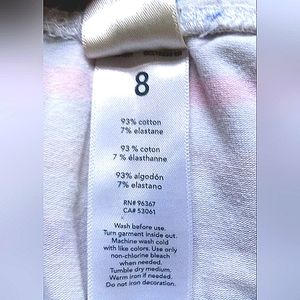 8
93% cotton
7% elastane
93 % coton
7 % élasthanne
93% algodón
7% elastano
RN# 96367
CA# 53061
Wash before use.
Turn garment inside out.
Machine wash cold
with like colors. Use only
non-chlorine bleach
when needed.
Tumble dry medium.
Warm iron if needed.
Do not iron decoration.